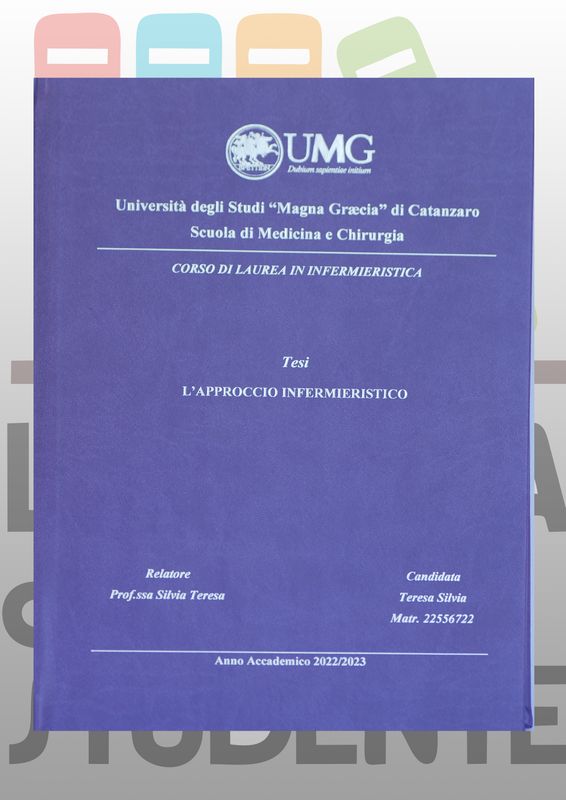 UMG
Dubium sapientiae initium
Università degli Studi “Magna Græcia” di Catanzaro
Scuola di Medicina e Chirurgia
CORSO DI LAUREA IN INFERMIERISTICA
Tesi
L’APPROCCIO INFERMIERISTICO
Relatore
Prof.ssa Silvia Teresa
Candidata
Teresa Silvia
Matr. 22556722
Anno Accademico 2022/2023
STUDENTE